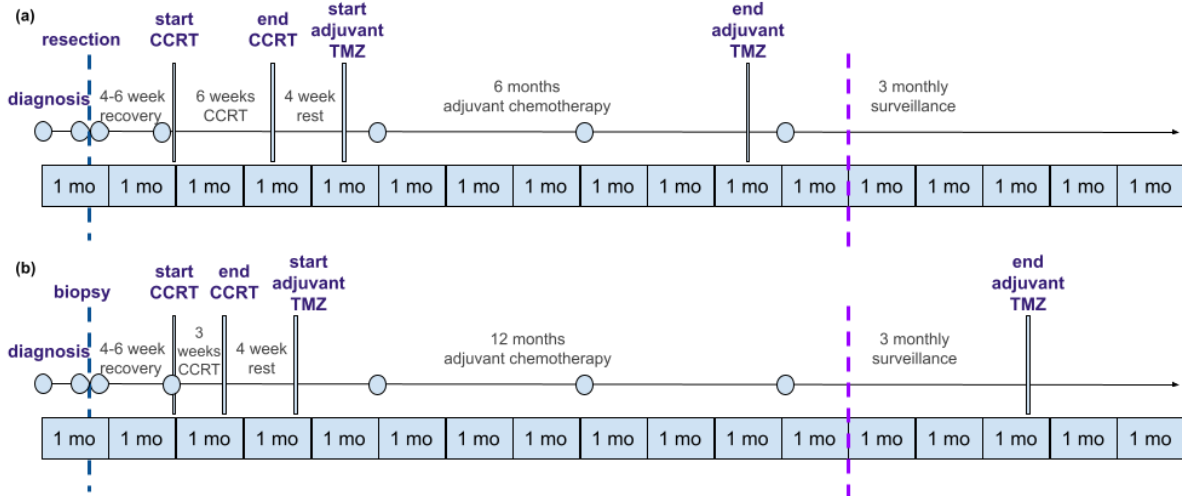 (a)
resection
start
CCRT
end
CCRT
start
adjuvant
TMZ
end
adjuvant
TMZ
diagnosis
4-6 week
recovery
6 weeks
CCRT
4 week
rest
6 months
adjuvant chemotherapy
3 monthly
surveillance
1 mo 1 mo 1 mo 1 mo 1 mo 1 mo 1 mo 1 mo 1 mo 1 mo 1 mo 1 mo 1 mo 1 mo 1 mo 1 mo 1 mo
(b)
biopsy
start
CCRT
end
CCRT
start
adjuvant
TMZ
end
adjuvant
TMZ
diagnosis
4-6 week
recovery
3
weeks
CCRT
4 week
rest
12 months
adjuvant chemotherapy
3 monthly
surveillance
1 mo 1 mo 1 mo 1 mo 1 mo 1 mo 1 mo 1 mo 1 mo 1 mo 1 mo 1 mo 1 mo 1 mo 1 mo 1 mo 1 mo